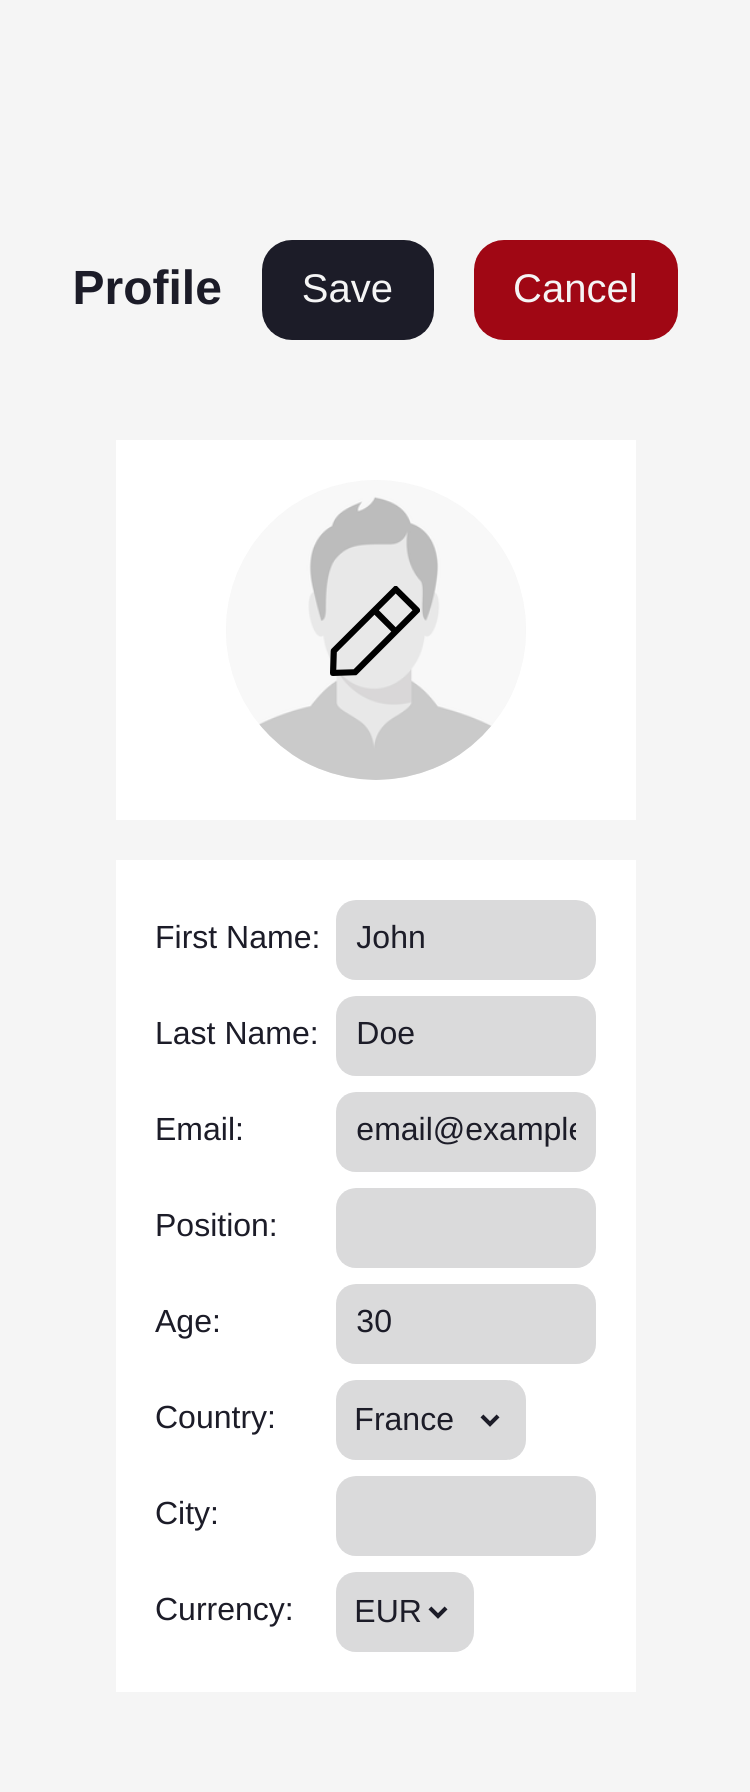 Profile Save Cancel
First Name: John
Last Name: Doe
Email: email@example
Position:
Age: 30
Country: France
City:
Currency: EUR